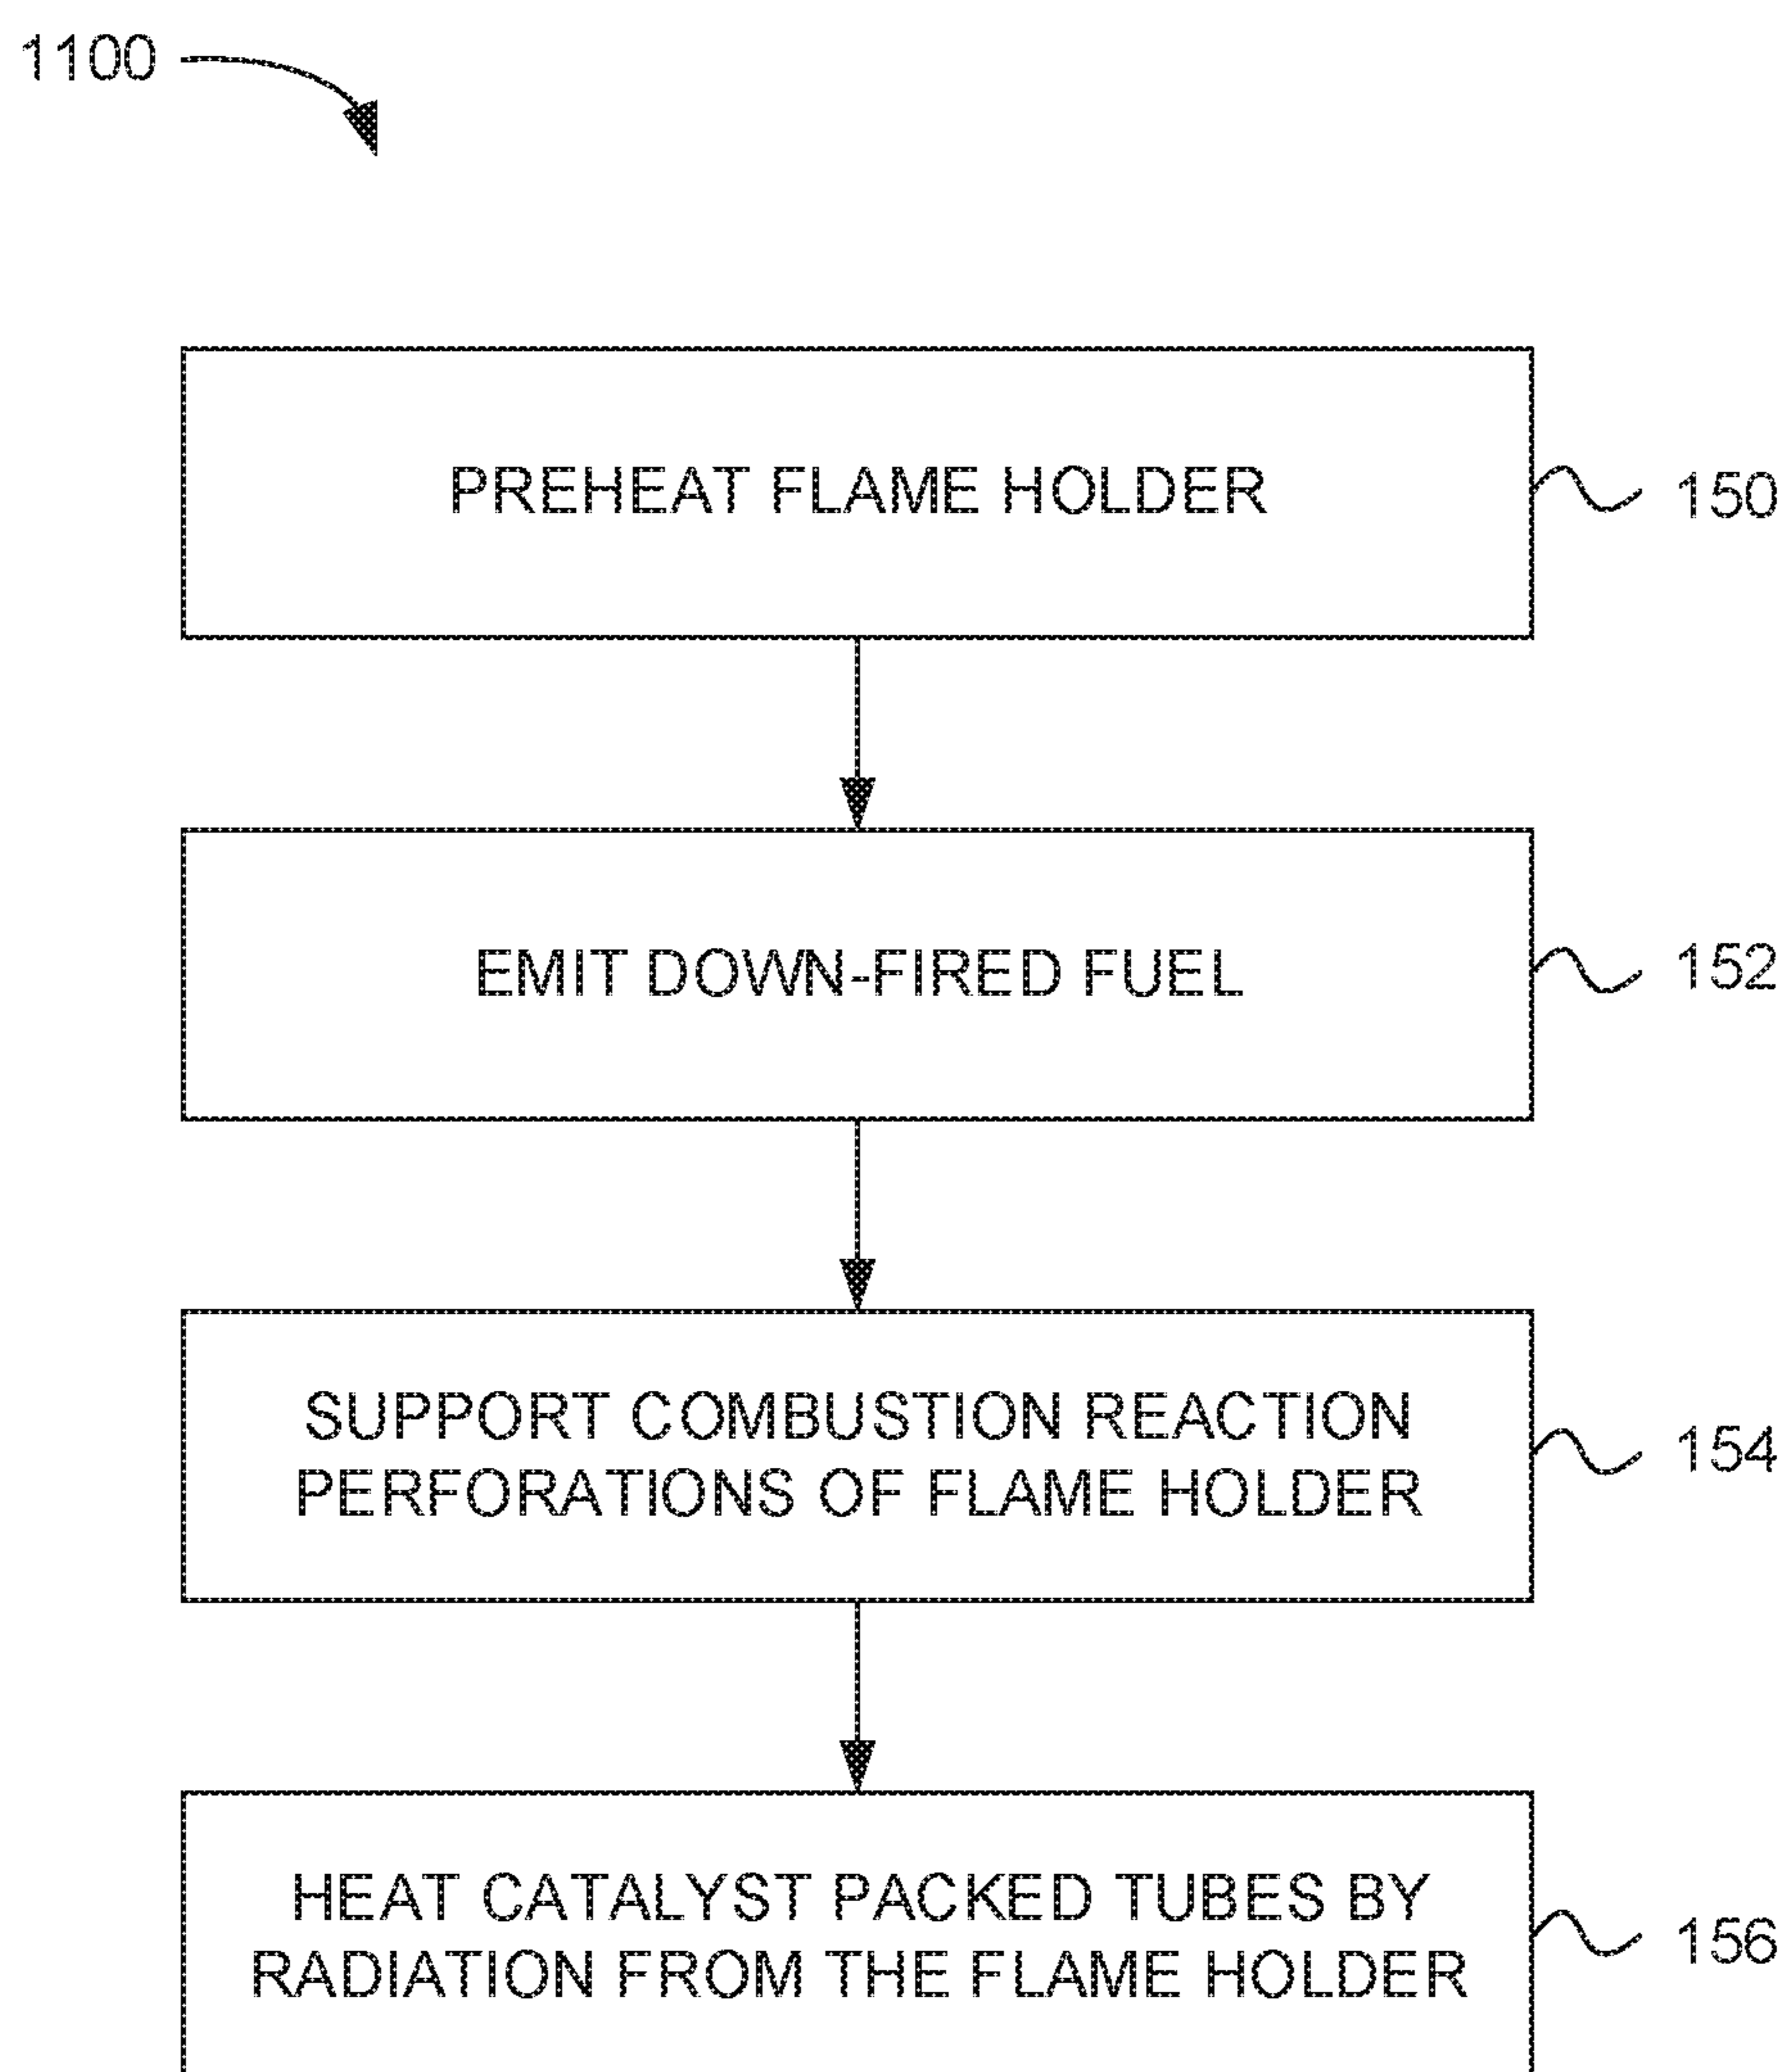 1100
PREHEAT FLAME HOLDER
150
EMIT DOWN-FIRED FUEL
152
SUPPORT COMBUSTION REACTION
PERFORATIONS OF FLAME HOLDER
154
HEAT CATALYST PACKED TUBES BY
RADIATION FROM THE FLAME HOLDER
156